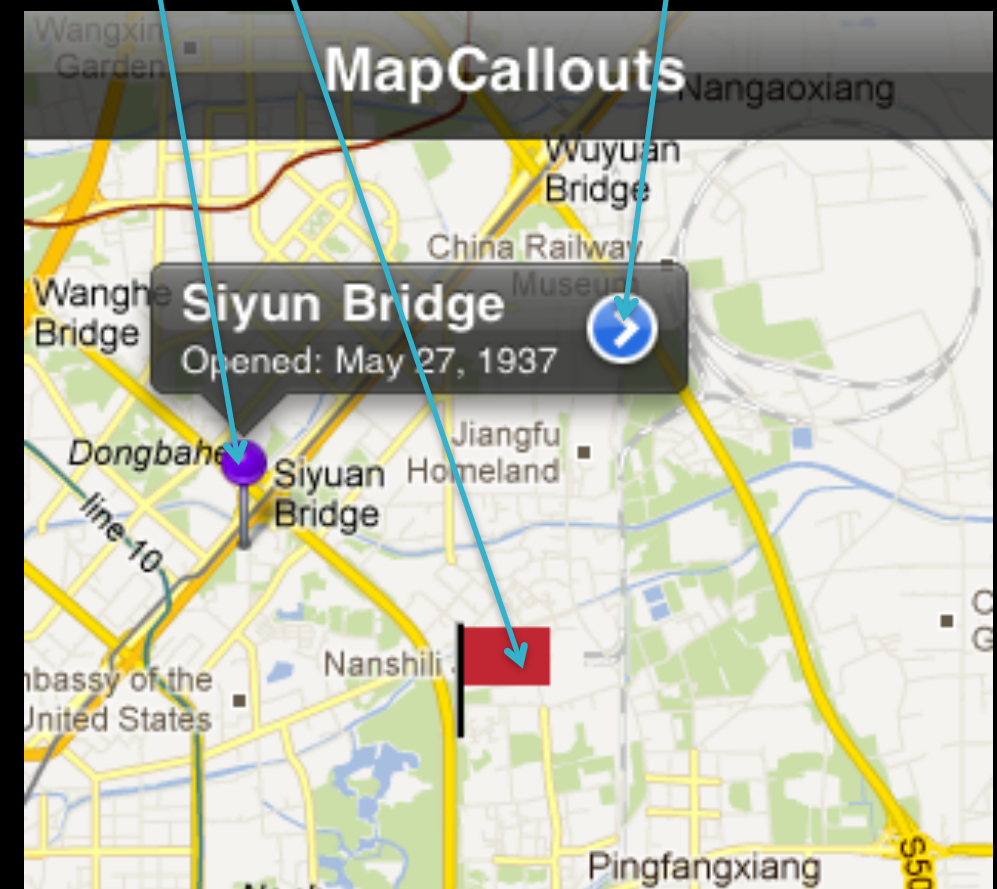 Wangxin
Garden
MapCallouts
Nangaoxiang
Wuyuan
Bridge
China Railway
Museum
Wanghe
Bridge
Siyun Bridge
Opened: May 27, 1937
Jiangfu
Homeland
Dongbahe
Siyuan
Bridge
line 10
Nanshili
of the
United States
Pingfangxiang
S50